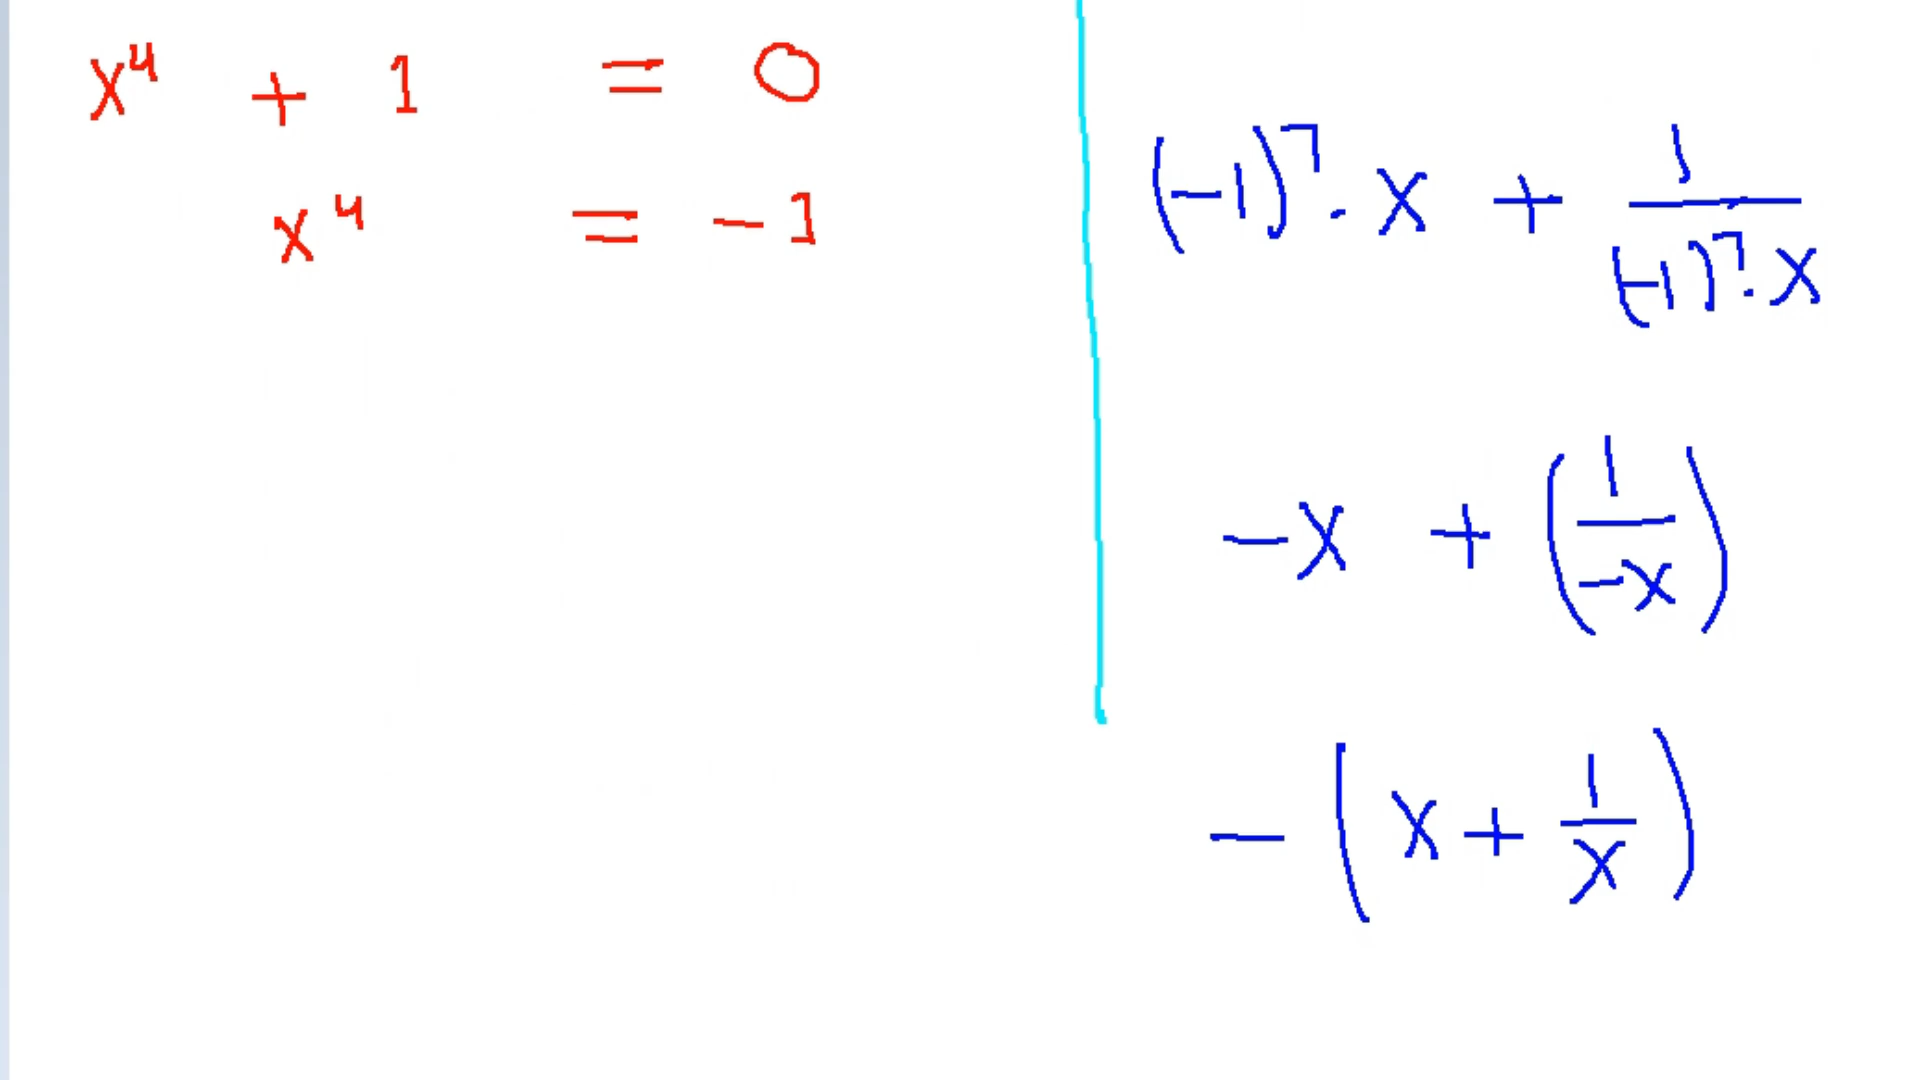 x⁴ + 1 = 0
x⁴ = -1
(-1)⁷ · x + 1/((-1)⁷ · x)
-x + (1/(-x))
-(x + 1/x)